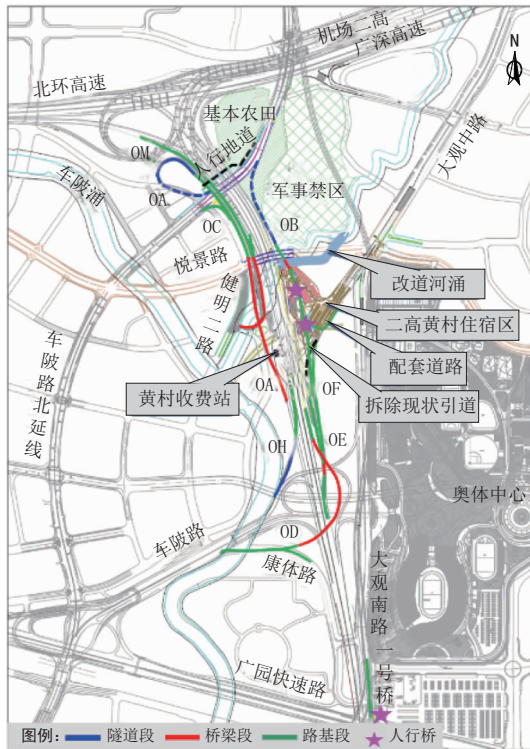 机场二高
广深高速
N
北环高速
基本农田
人行地道
大观中路
OM
车陂涌
OA
军事禁区
OC
OB
悦景路
改道河涌
健明二路
二高黄村住宿区
配套道路
车陂路北延线
黄村收费站
OA
OF
拆除现状引道
OH
OE
奥体中心
OD
车陂路
康体路
大观南路一号桥
广园快速路
图例: 隧道段 桥梁段 路基段 人行桥